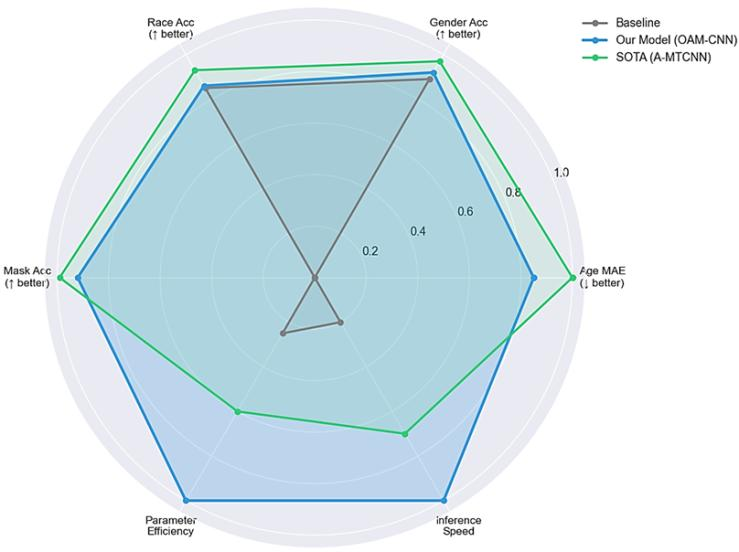 Race Acc
(↑ better)
Gender Acc
(↑ better)
Baseline
Our Model (OAM-CNN)
SOTA (A-MTCNN)
1.0
0.8
0.6
0.4
0.2
Mask Acc
(↑ better)
Age MAE
(↓ better)
Parameter
Efficiency
Inference
Speed